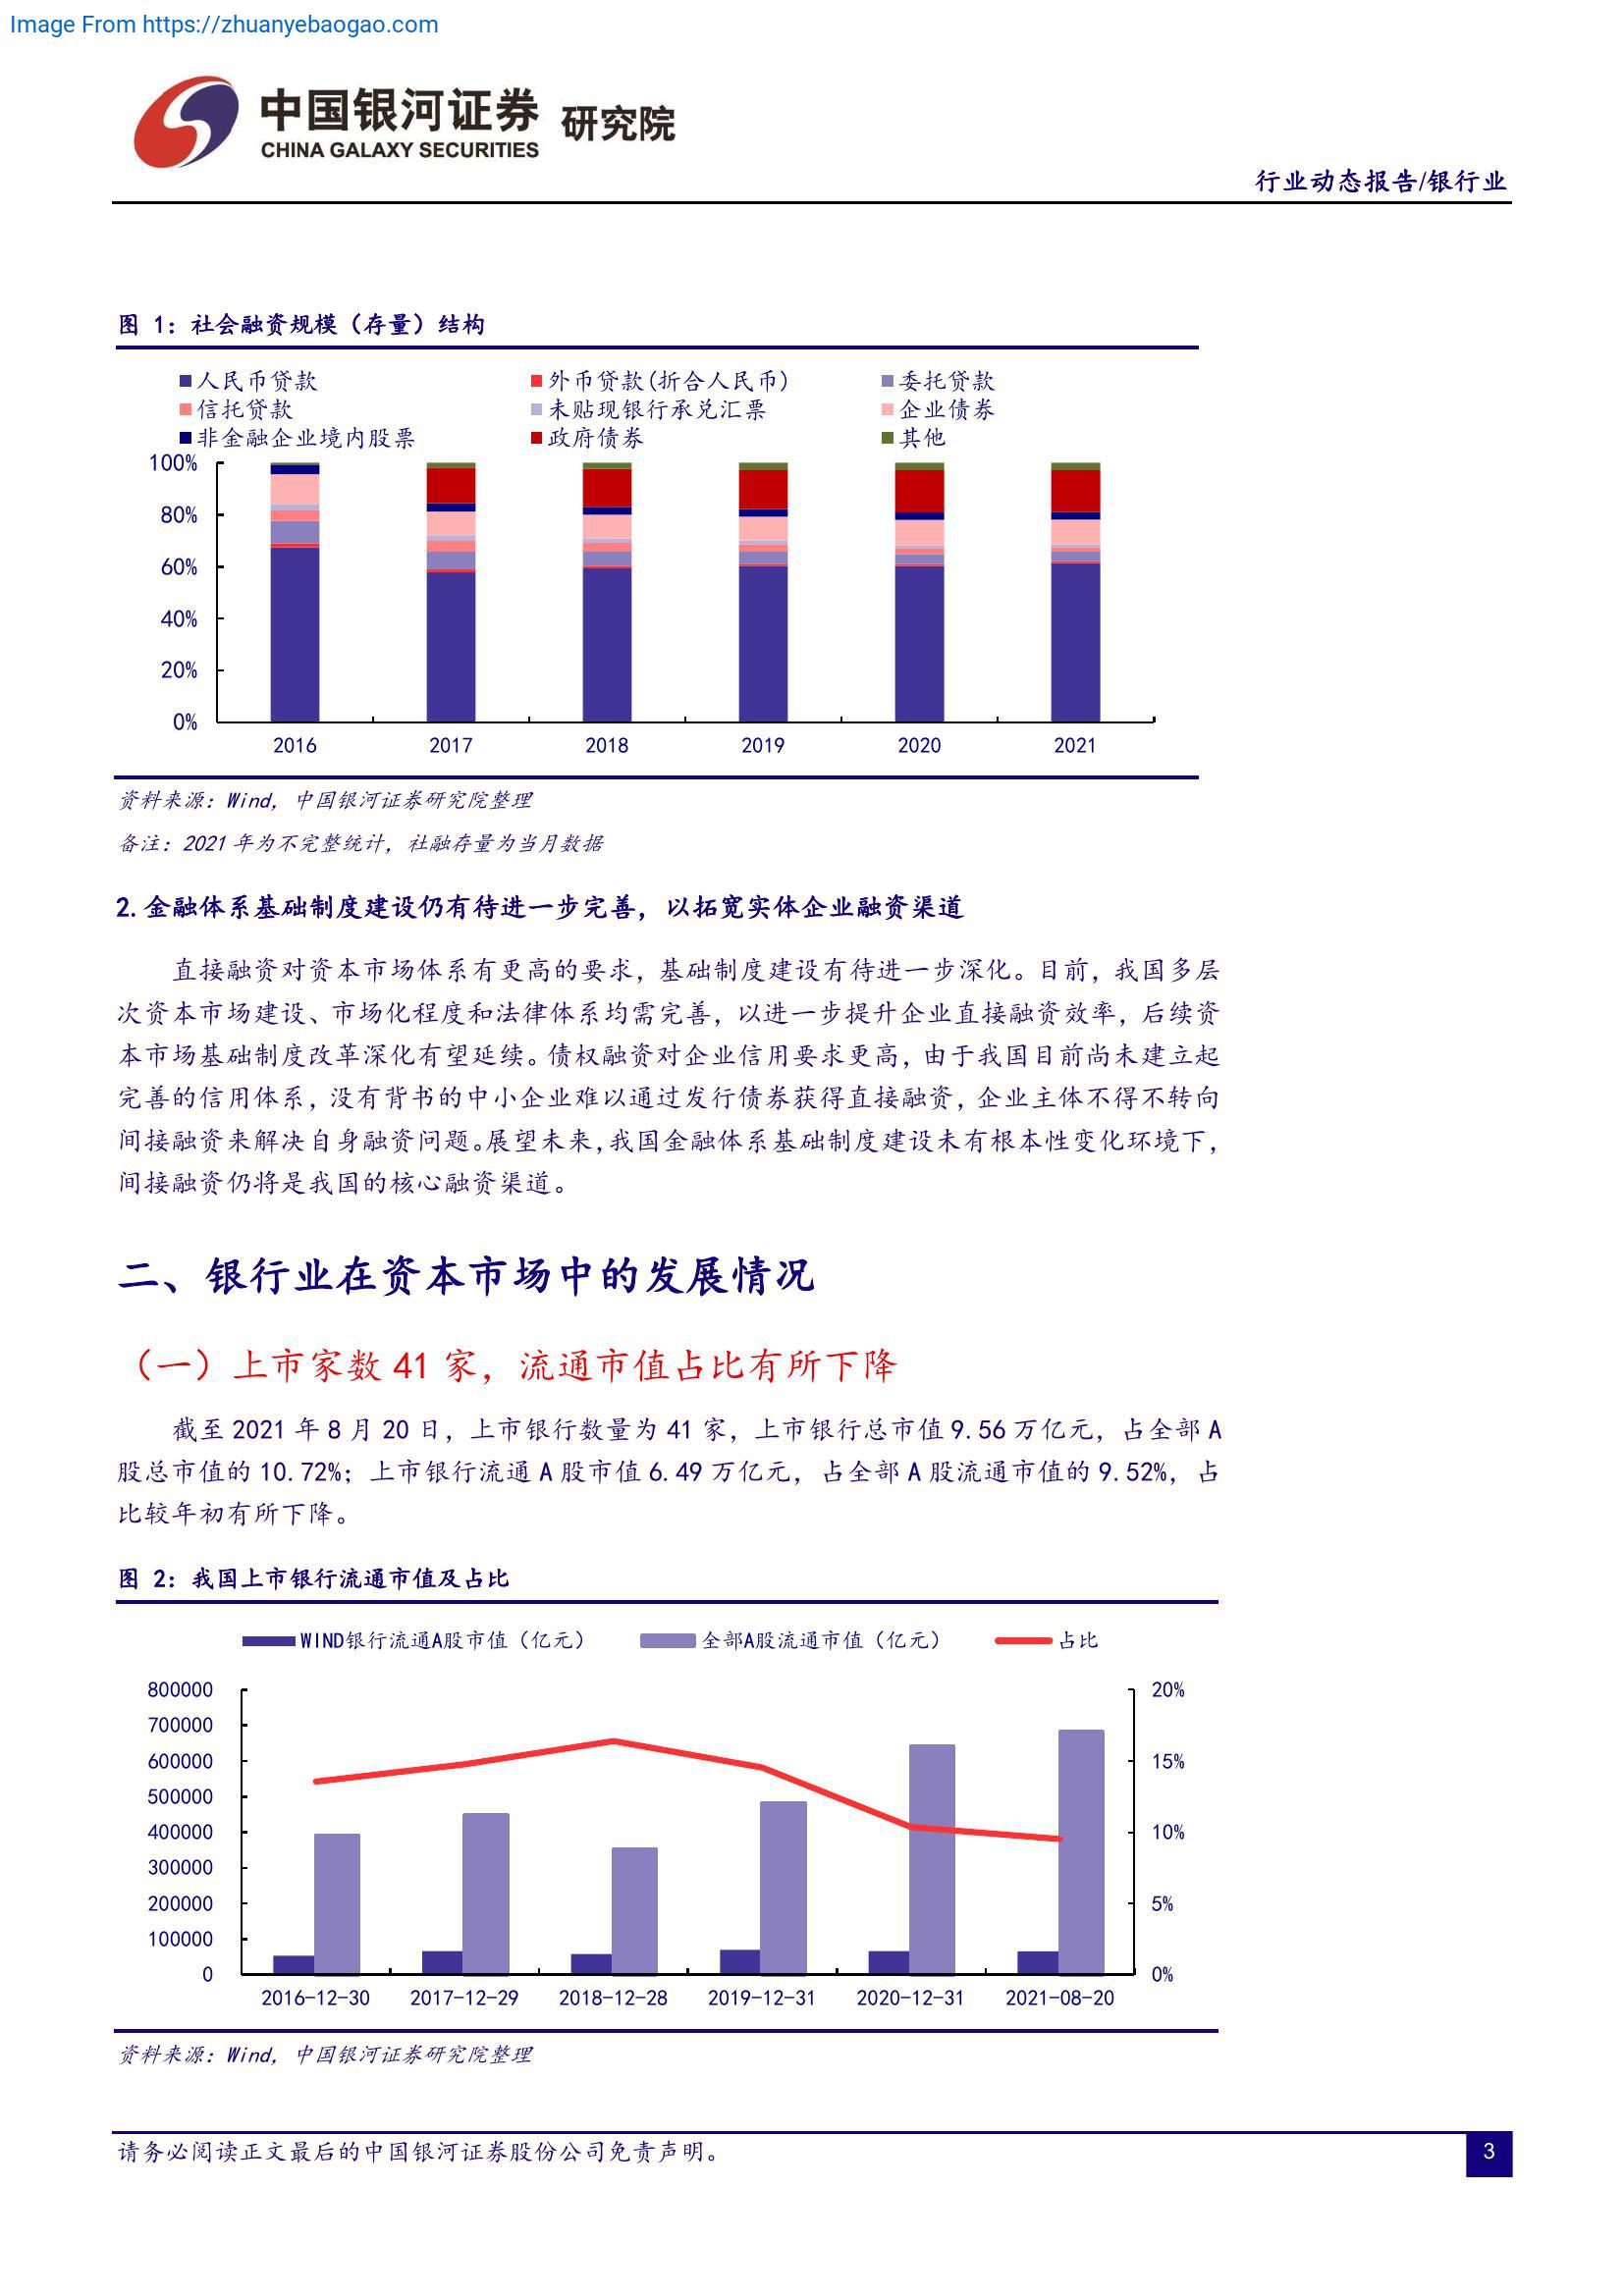 Image From https://zhuanyebaogao.com
中国银河证券 研究院
CHINA GALAXY SECURITIES
行业动态报告/银行业
图 1：社会融资规模（存量）结构
人民币贷款 外币贷款(折合人民币) 委托贷款
信托贷款 未贴现银行承兑汇票 企业债券
非金融企业境内股票 政府债券 其他
100%
80%
60%
40%
20%
0%
2016 2017 2018 2019 2020 2021
资料来源：Wind，中国银河证券研究院整理
备注：2021 年为不完整统计，社融存量为当月数据
2.金融体系基础制度建设仍有待进一步完善，以拓宽实体企业融资渠道
直接融资对资本市场体系有更高的要求，基础制度建设有待进一步深化。目前，我国多层
次资本市场建设、市场化程度和法律体系均需完善，以进一步提升企业直接融资效率，后续资
本市场基础制度改革深化有望延续。债权融资对企业信用要求更高，由于我国目前尚未建立起
完善的信用体系，没有背书的中小企业难以通过发行债券获得直接融资，企业主体不得不转向
间接融资来解决自身融资问题。展望未来，我国金融体系基础制度建设未有根本性变化环境下，
间接融资仍将是我国的核心融资渠道。
二、银行业在资本市场中的发展情况
（一）上市家数 41 家，流通市值占比有所下降
截至 2021 年 8 月 20 日，上市银行数量为 41 家，上市银行总市值 9.56 万亿元，占全部 A
股总市值的 10.72%；上市银行流通 A 股市值 6.49 万亿元，占全部 A 股流通市值的 9.52%，占
比较年初有所下降。
图 2：我国上市银行流通市值及占比
WIND银行流通A股市值（亿元） 全部A股流通市值（亿元） 占比
800000 20%
700000
600000 15%
500000
400000 10%
300000
200000 5%
100000
0 0%
2016-12-30 2017-12-29 2018-12-28 2019-12-31 2020-12-31 2021-08-20
资料来源：Wind，中国银河证券研究院整理
请务必阅读正文最后的中国银河证券股份公司免责声明。 3